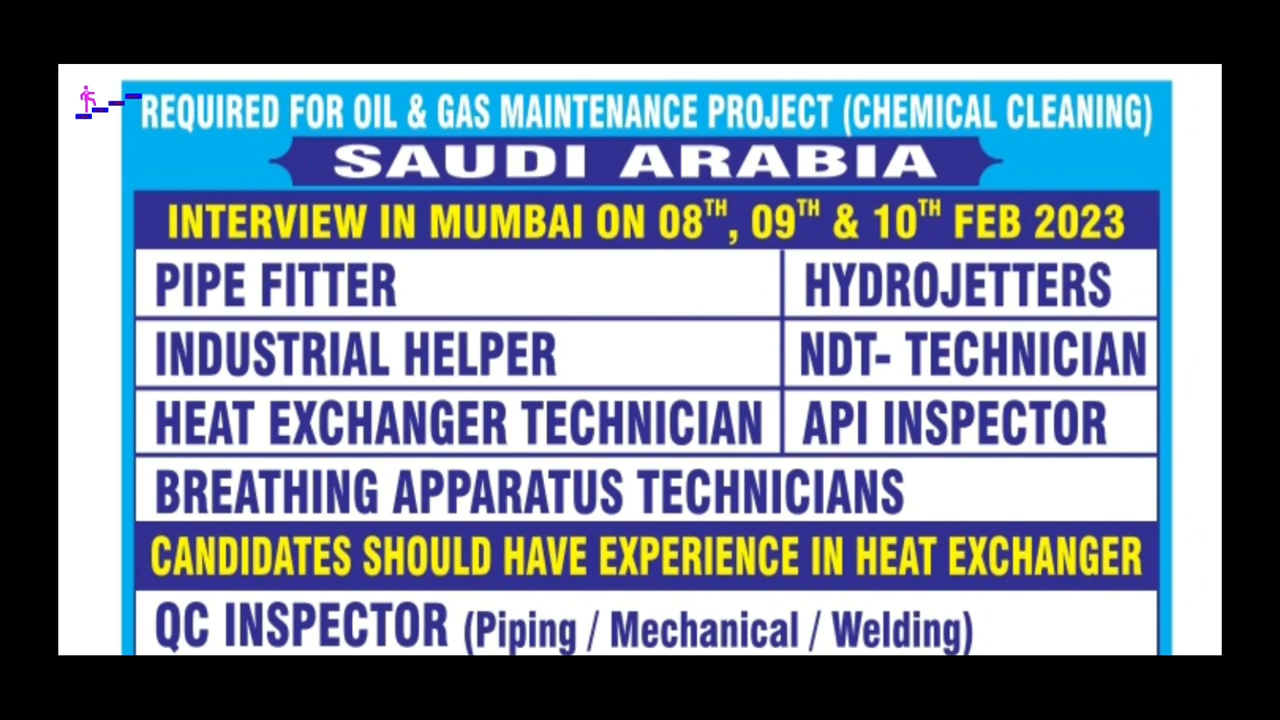 REQUIRED FOR OIL & GAS MAINTENANCE PROJECT (CHEMICAL CLEANING)
SAUDI ARABIA
INTERVIEW IN MUMBAI ON 08TH, 09TH & 10TH FEB 2023
PIPE FITTER HYDROJETTERS
INDUSTRIAL HELPER NDT- TECHNICIAN
HEAT EXCHANGER TECHNICIAN API INSPECTOR
BREATHING APPARATUS TECHNICIANS
CANDIDATES SHOULD HAVE EXPERIENCE IN HEAT EXCHANGER
QC INSPECTOR (Piping / Mechanical / Welding)